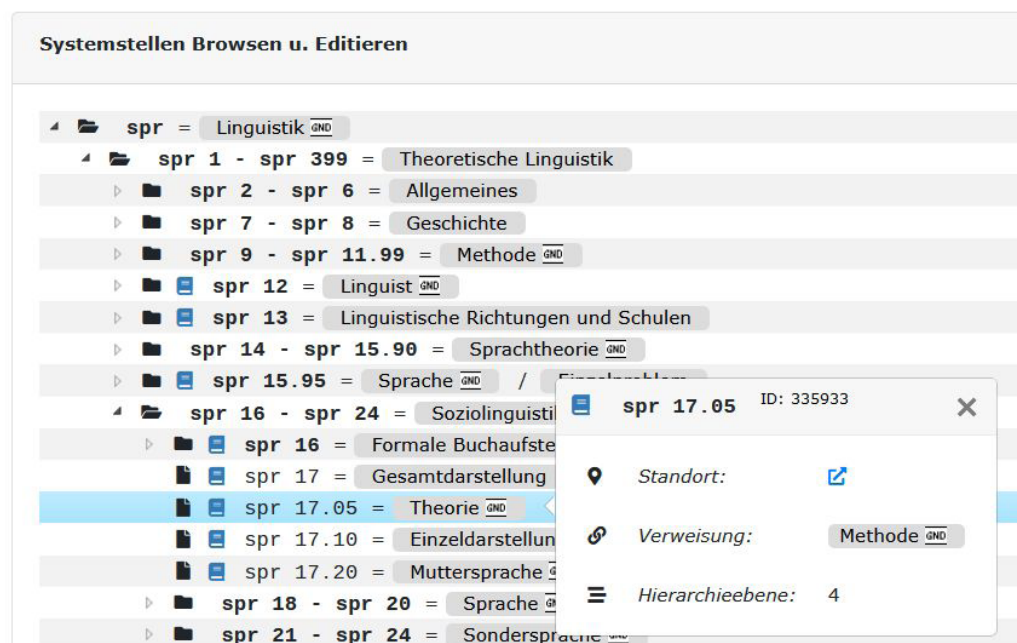 Systemstellen Browsen u. Editieren
spr = Linguistik GND
spr 1 - spr 399 = Theoretische Linguistik
spr 2 - spr 6 = Allgemeines
spr 7 - spr 8 = Geschichte
spr 9 - spr 11.99 = Methode GND
spr 12 = Linguist GND
spr 13 = Linguistische Richtungen und Schulen
spr 14 - spr 15.90 = Sprachtheorie GND
spr 15.95 = Sprache GND / Einzelproblem
spr 16 - spr 24 = Soziolinguisti
spr 16 = Formale Buchaufste
spr 17 = Gesamtdarstellung
spr 17.05 = Theorie GND
spr 17.10 = Einzeldarstellun
spr 17.20 = Muttersprache
spr 18 - spr 20 = Sprache
spr 21 - spr 24 = Sondersprache GND
spr 17.05 ID: 335933
Standort:
Verweisung: Methode GND
Hierarchieebene: 4